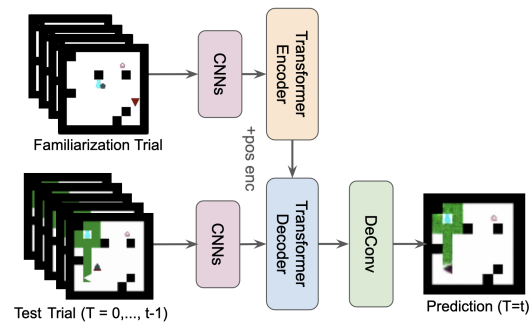 CNNs
Transformer
Encoder
Familiarization Trial
+pos enc
CNNs
Transformer
Decoder
DeConv
Test Trial (T = 0,..., t-1)
Prediction (T=t)